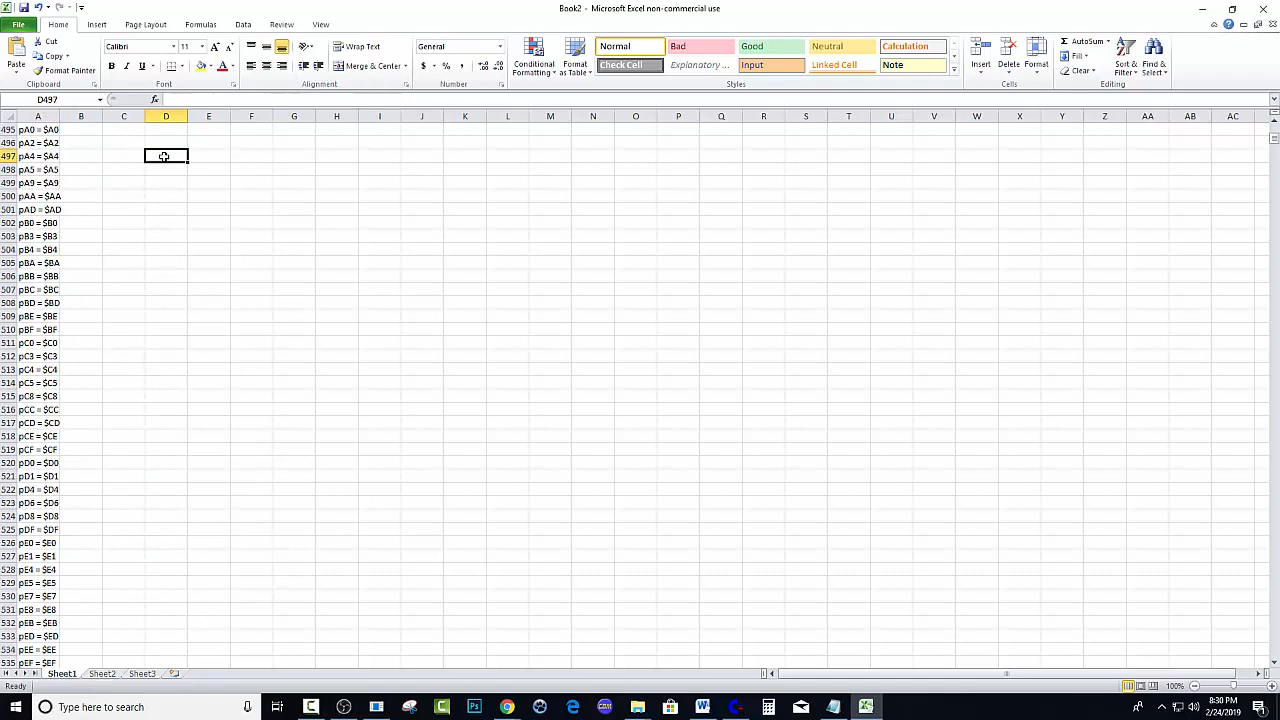 Book2 - Microsoft Excel non-commercial use
File Home Insert Page Layout Formulas Data Review View
Cut Calibri 11 Wrap Text General Normal Bad Good Neutral Calculation AutoSum
Copy Fill
Paste Format Painter Merge & Center Conditional Formatting Format as Table Check Cell Explanatory ... Input Linked Cell Note Insert Delete Format Clear Sort & Filter Find & Select
Clipboard Font Alignment Number Styles Cells Editing
D497 fx
A B C D E F G H I J K L M N O P Q R S T U V W X Y Z AA AB AC
495 pA0 = $A0
496 pA2 = $A2
497 pA4 = $A4
498 pA5 = $A5
499 pA9 = $A9
500 pAA = $AA
501 pAD = $AD
502 pB0 = $B0
503 pB3 = $B3
504 pB4 = $B4
505 pBA = $BA
506 pBB = $BB
507 pBC = $BC
508 pBD = $BD
509 pBE = $BE
510 pBF = $BF
511 pC0 = $C0
512 pC3 = $C3
513 pC4 = $C4
514 pC5 = $C5
515 pC8 = $C8
516 pCC = $CC
517 pCD = $CD
518 pCE = $CE
519 pCF = $CF
520 pD0 = $D0
521 pD1 = $D1
522 pD4 = $D4
523 pD6 = $D6
524 pD8 = $D8
525 pDF = $DF
526 pE0 = $E0
527 pE1 = $E1
528 pE4 = $E4
529 pE5 = $E5
530 pE7 = $E7
531 pE8 = $E8
532 pEB = $EB
533 pED = $ED
534 pEE = $EE
535 pEF = $EF
Sheet1 Sheet2 Sheet3
Ready 100%
Type here to search 8:30 PM
2/24/2019